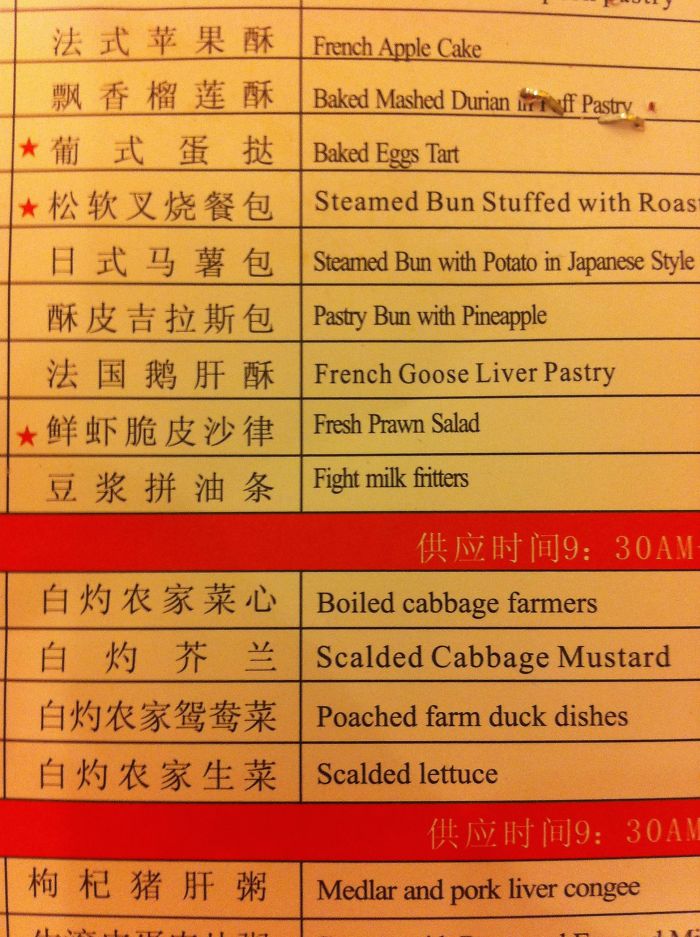 pastry
法式苹果酥 French Apple Cake
飘香榴莲酥 Baked Mashed Durian in Puff Pastry
★ 葡式蛋挞 Baked Eggs Tart
★ 松软叉烧餐包 Steamed Bun Stuffed with Roast
日式马薯包 Steamed Bun with Potato in Japanese Style
酥皮吉拉斯包 Pastry Bun with Pineapple
法国鹅肝酥 French Goose Liver Pastry
★ 鲜虾脆皮沙律 Fresh Prawn Salad
豆浆拼油条 Fight milk fritters
供应时间9：30AM-
白灼农家菜心 Boiled cabbage farmers
白灼芥兰 Scalded Cabbage Mustard
白灼农家鸳鸯菜 Poached farm duck dishes
白灼农家生菜 Scalded lettuce
供应时间9：30AM
枸杞猪肝粥 Medlar and pork liver congee